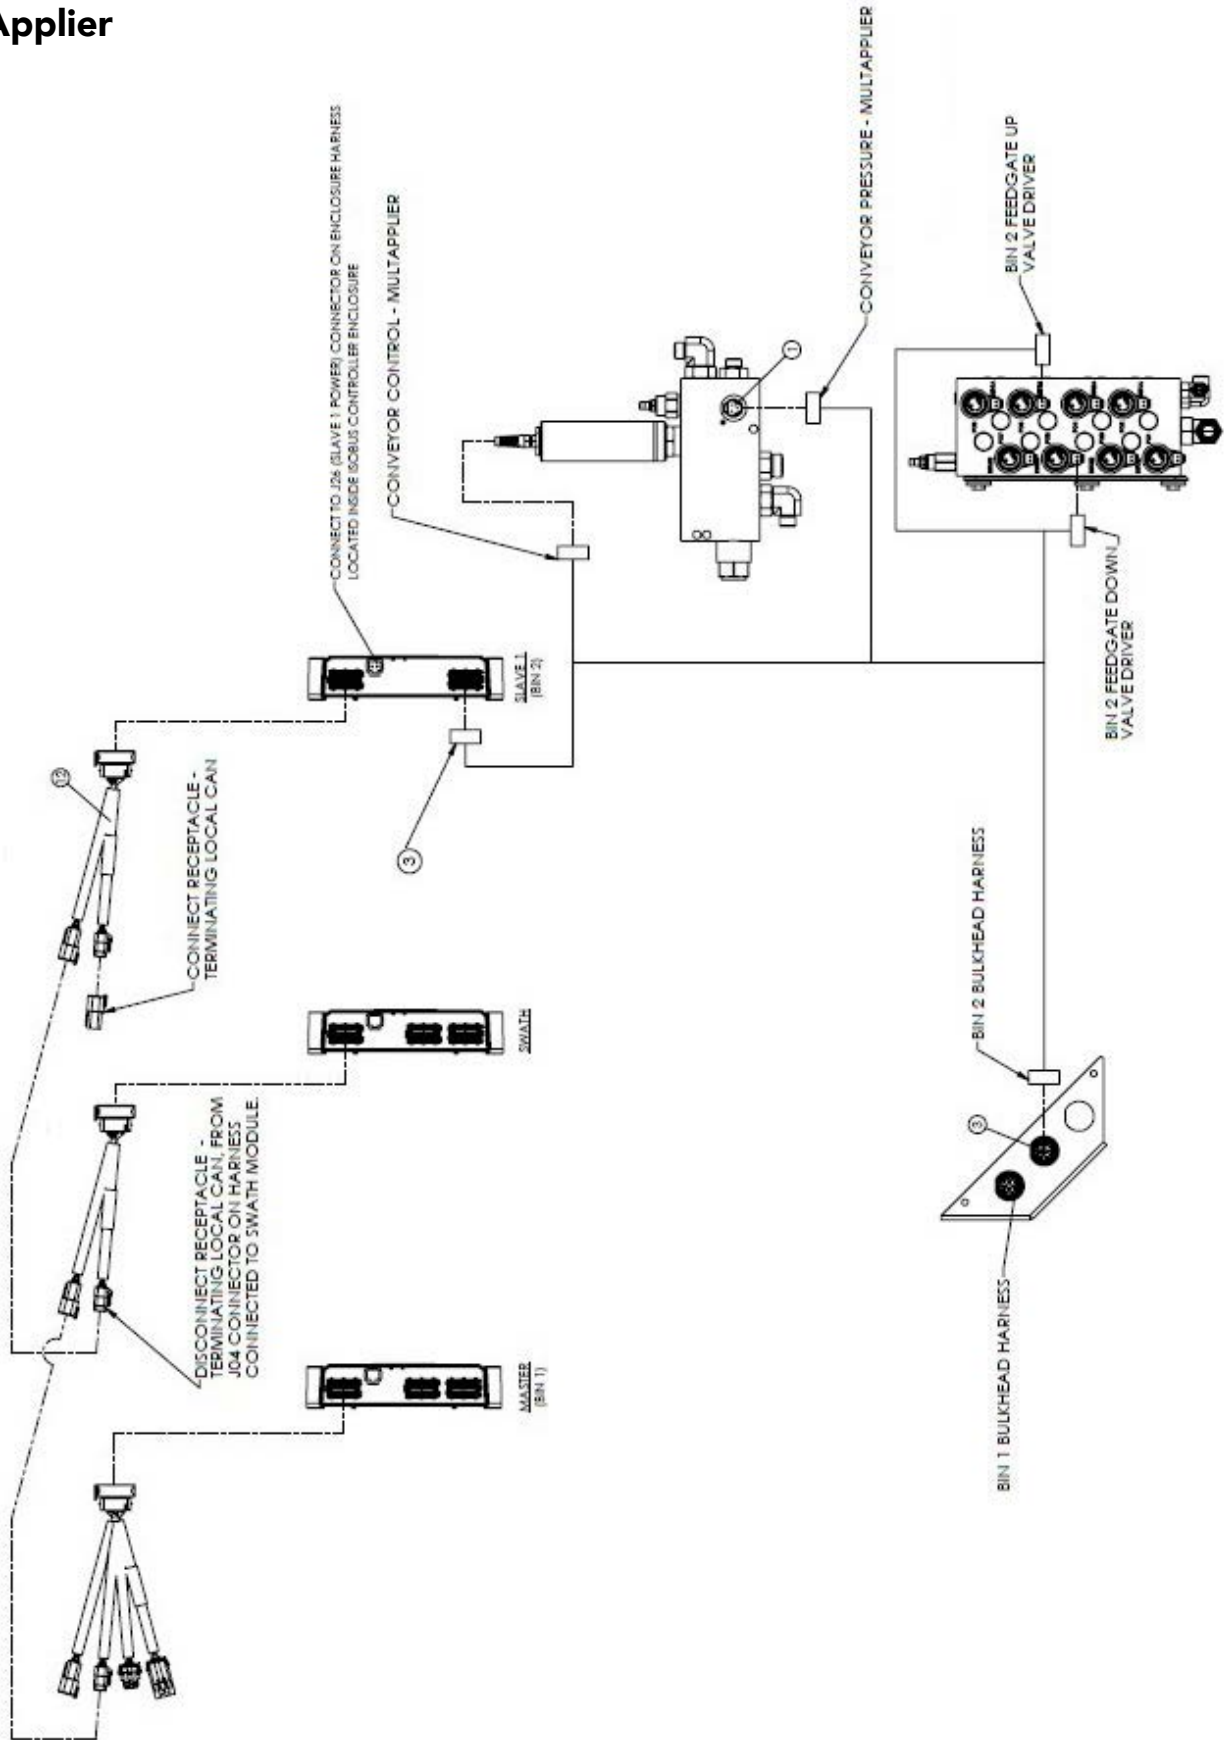 Applier
CONNECT TO J26 (SLAVE 1 POWER) CONNECTOR ON ENCLOSURE HARNESS
LOCATED INSIDE ISOBUS CONTROLLER ENCLOSURE
CONVEYOR CONTROL - MULTAPPLIER
CONVEYOR PRESSURE - MULTAPPLIER
1
BIN 2 FEEDGATE UP
VALVE DRIVER
BIN 2 FEEDGATE DOWN
VALVE DRIVER
SLAVE 1
(BIN 2)
12
CONNECT RECEPTACLE -
TERMINATING LOCAL CAN
3
SWATH
DISCONNECT RECEPTACLE -
TERMINATING LOCAL CAN, FROM
J04 CONNECTOR ON HARNESS
CONNECTED TO SWATH MODULE.
MASTER
(BIN 1)
BIN 2 BULKHEAD HARNESS
3
BIN 1 BULKHEAD HARNESS